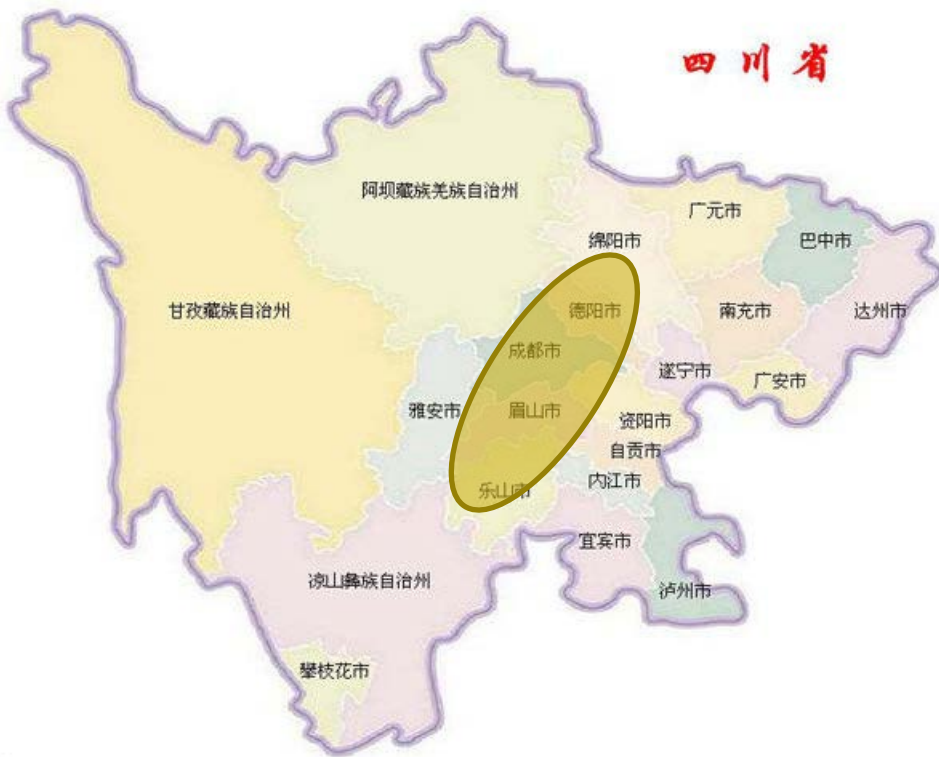 四川省
阿坝藏族羌族自治州
广元市
绵阳市
巴中市
甘孜藏族自治州
德阳市
南充市
达州市
成都市
遂宁市
广安市
雅安市
眉山市
资阳市
自贡市
内江市
乐山市
宜宾市
凉山彝族自治州
泸州市
攀枝花市